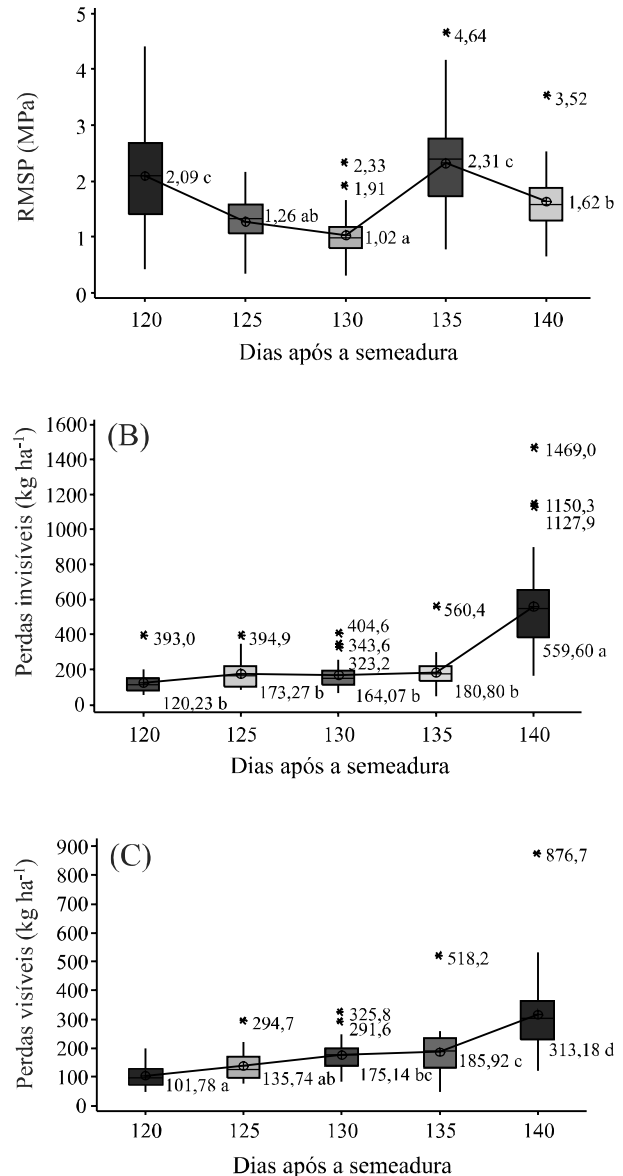 5
4,64
4
3,52
RMSP (MPa)
3
2,33
2,09 c
2,31 c
2
1,91
1,62 b
1,26 ab
1
1,02 a
0
120 125 130 135 140
Dias após a semeadura
(B)
Perdas invisíveis (kg ha⁻¹)
1600
1400
1469,0
1200
1150,3
1000
1127,9
800
600
560,4
559,60 a
400
393,0
394,9
404,6
343,6
323,2
200
120,23 b
173,27 b
164,07 b
180,80 b
0
120 125 130 135 140
Dias após a semeadura
(C)
Perdas visíveis (kg ha⁻¹)
900
876,7
800
700
600
518,2
500
400
325,8
294,7
291,6
300
313,18 d
200
185,92 c
175,14 bc
135,74 ab
101,78 a
100
0
120 125 130 135 140
Dias após a semeadura